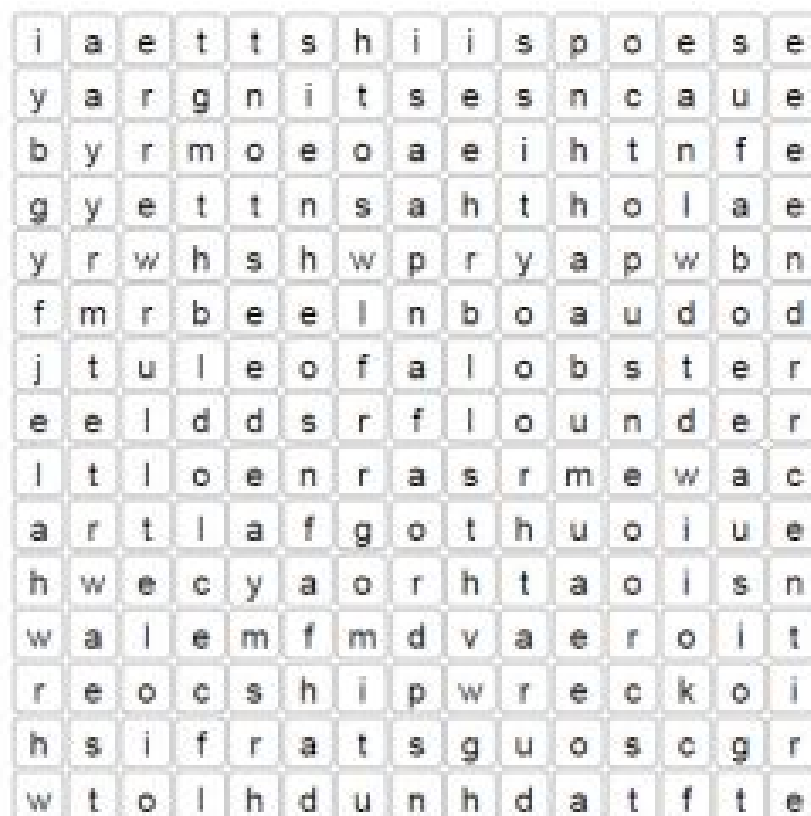 i a e t t s h i i s p o e s e
y a r g n i t s e s n c a u e
b y r m o e o a e i h t n f e
g y e t t n s a h t h o l a e
y r w h s h w p r y a p w b n
f m r b e e l n b o a u d o d
j t u l e o f a l o b s t e r
e e l d d s r f l o u n d e r
l t l o e n r a s r m e w a c
a r t l a f g o t h u o i u e
h w e c y a o r h t a o i s n
w a l e m f m d v a e r o i t
r e o c s h i p w r e c k o i
h s i f r a t s g u o s c g r
w t o l h d u n h d a t f t e